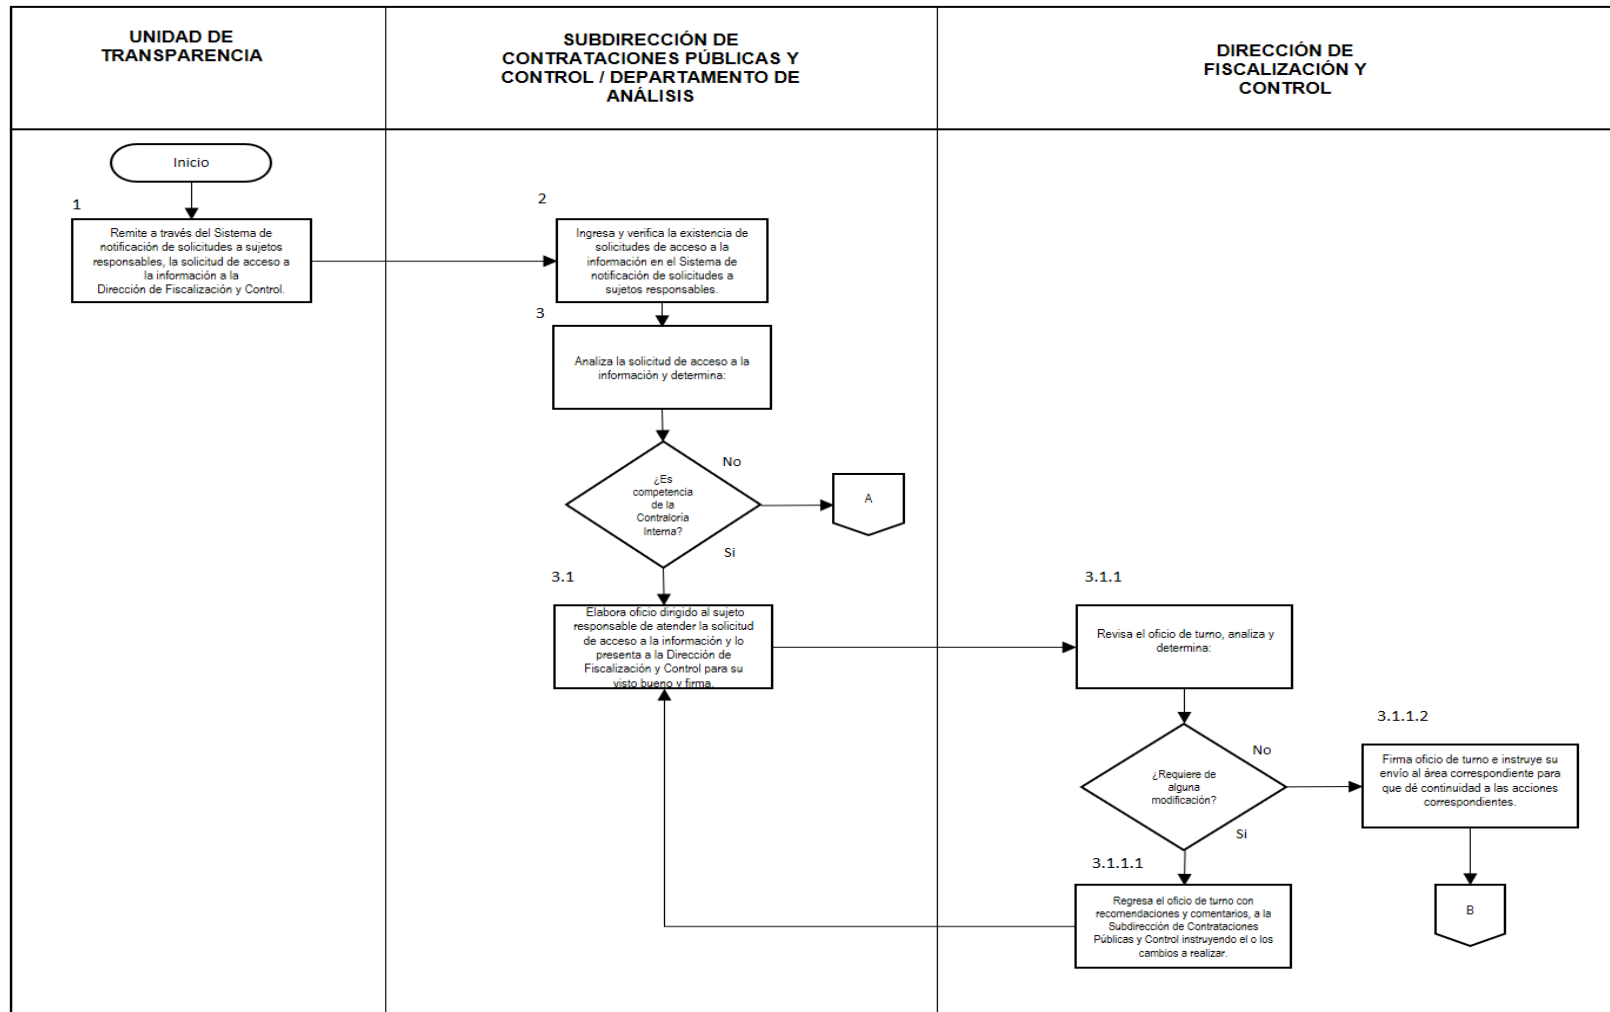 UNIDAD DE
TRANSPARENCIA
SUBDIRECCIÓN DE
CONTRATACIONES PÚBLICAS Y
CONTROL / DEPARTAMENTO DE
ANÁLISIS
DIRECCIÓN DE
FISCALIZACIÓN Y
CONTROL
Inicio
1
Remite a través del Sistema de
notificación de solicitudes a sujetos
responsables, la solicitud de acceso a
la información a la
Dirección de Fiscalización y Control.
2
Ingresa y verifica la existencia de
solicitudes de acceso a la
información en el Sistema de
notificación de solicitudes a
sujetos responsables.
3
Analiza la solicitud de acceso a la
información y determina:
¿Es
competencia
de la
Contraloría
Interna?
No
A
Si
3.1
Elabora oficio dirigido al sujeto
responsable de atender la solicitud
de acceso a la información y lo
presenta a la Dirección de
Fiscalización y Control para su
visto bueno y firma.
3.1.1
Revisa el oficio de turno, analiza y
determina:
¿Requiere de
alguna
modificación?
No
Si
3.1.1.2
Firma oficio de turno e instruye su
envío al área correspondiente para
que dé continuidad a las acciones
correspondientes.
B
3.1.1.1
Regresa el oficio de turno con
recomendaciones y comentarios, a la
Subdirección de Contrataciones
Públicas y Control instruyendo el o los
cambios a realizar.